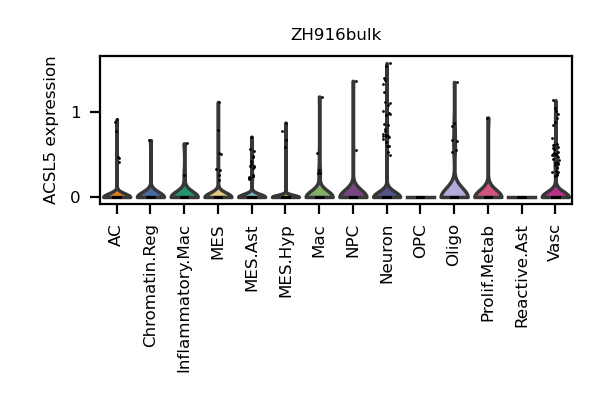 ZH916bulk
ACSL5 expression
1
0
AC
Chromatin.Reg
Inflammatory.Mac
MES
MES.Ast
MES.Hyp
Mac
NPC
Neuron
OPC
Oligo
Prolif.Metab
Reactive.Ast
Vasc